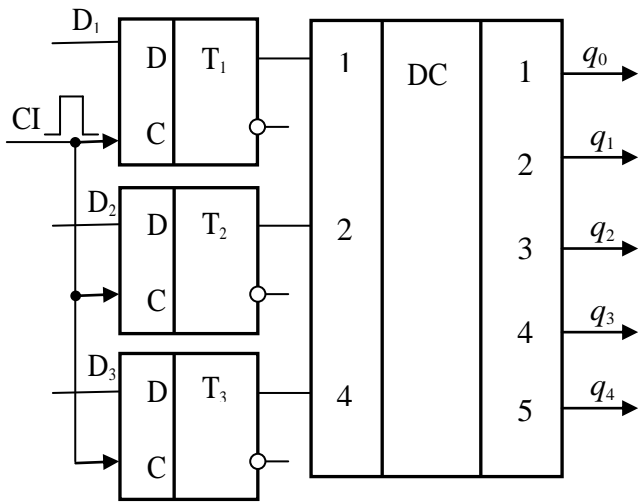 D₁
D T₁ 1 DC 1 q₀
CI
C
2 q₁
D₂
D T₂ 2
3 q₂
C
4 q₃
D₃
D T₃ 4 5 q₄
C